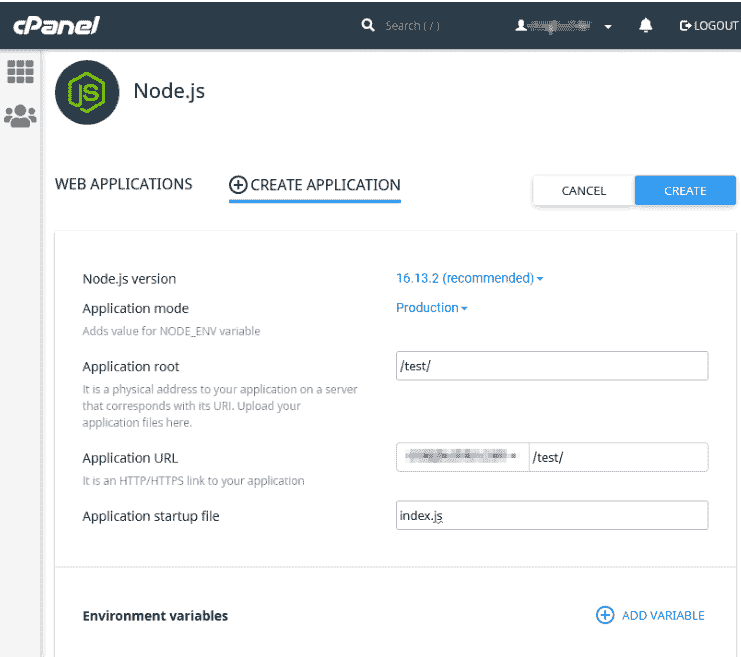 cPanel
Search ( / )
LOGOUT
JS
Node.js
WEB APPLICATIONS
CREATE APPLICATION
CANCEL
CREATE
Node.js version
16.13.2 (recommended)
Application mode
Production
Adds value for NODE_ENV variable
Application root
/test/
It is a physical address to your application on a server
that corresponds with its URI. Upload your
application files here.
Application URL
/test/
It is an HTTP/HTTPS link to your application
Application startup file
index.js
Environment variables
ADD VARIABLE